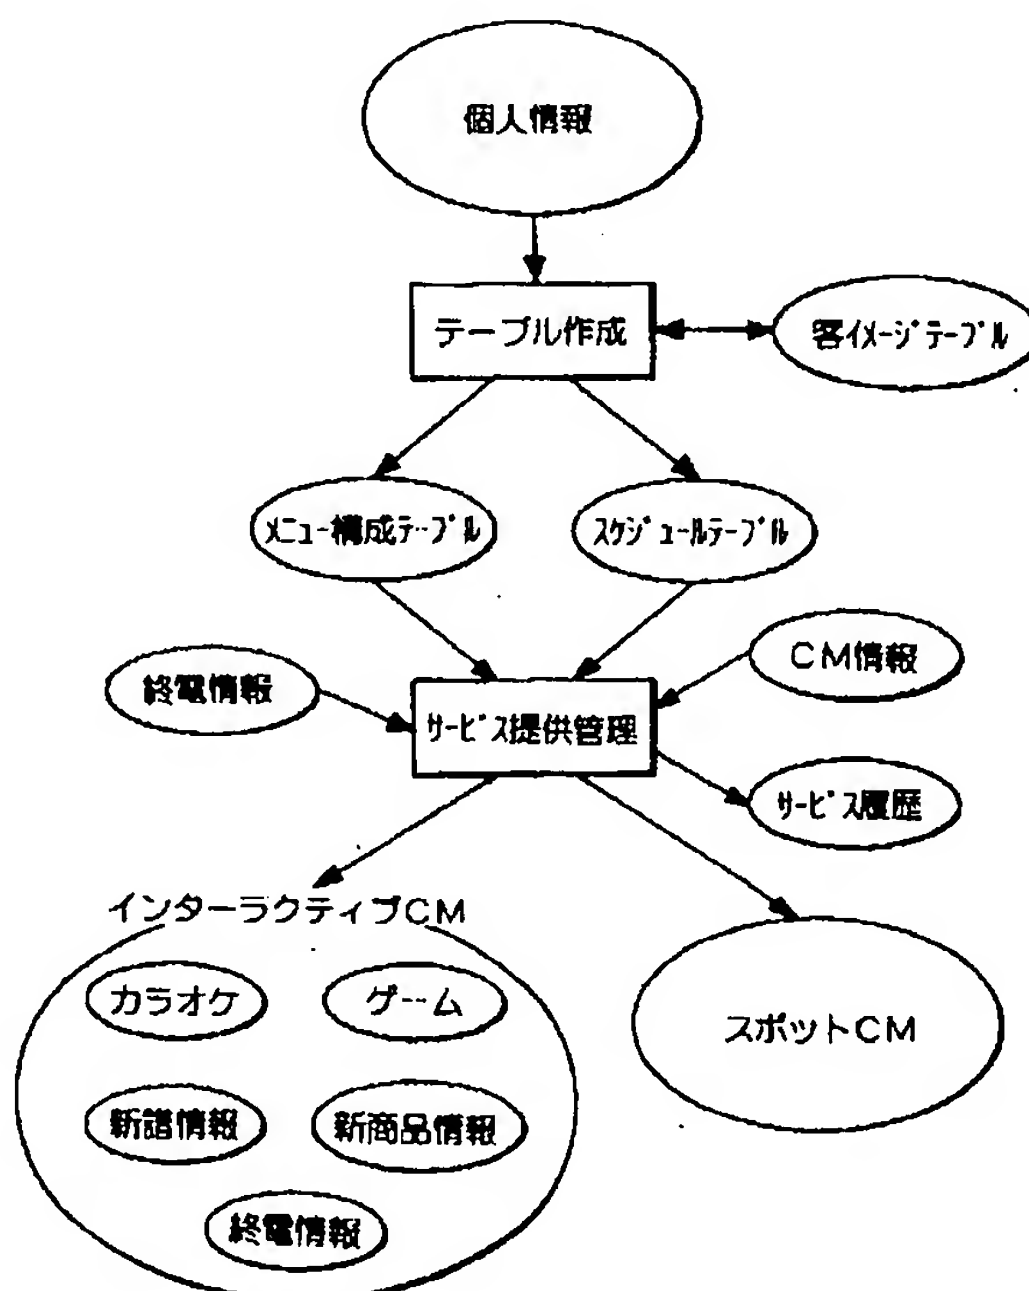 個人情報
テーブル作成
客イメージテーブル
メニュー構成テーブル
スケジュールテーブル
CM情報
終電情報
サービス提供管理
サービス履歴
インターラクティブCM
カラオケ
ゲーム
スポットCM
新譜情報
新商品情報
終電情報